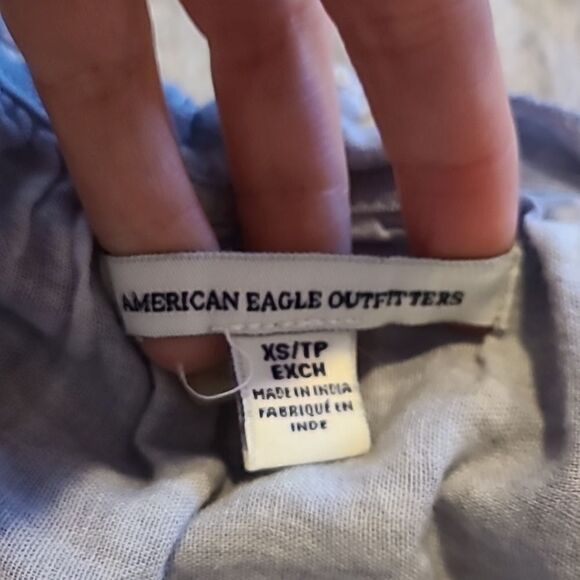 AMERICAN EAGLE OUTFITTERS
XS/TP
EXCH
MADE IN INDIA
FABRIQUÉ EN
INDE